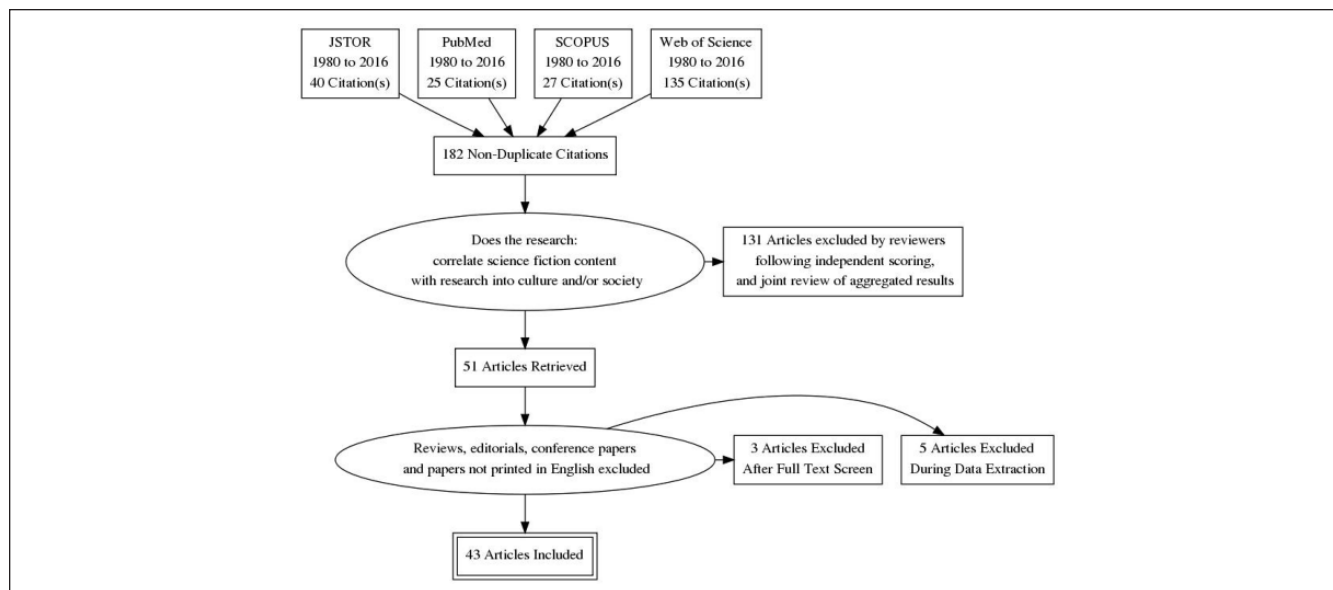 JSTOR
1980 to 2016
40 Citation(s)
PubMed
1980 to 2016
25 Citation(s)
SCOPUS
1980 to 2016
27 Citation(s)
Web of Science
1980 to 2016
135 Citation(s)
182 Non-Duplicate Citations
Does the research:
correlate science fiction content
with research into culture and/or society
131 Articles excluded by reviewers
following independent scoring,
and joint review of aggregated results
51 Articles Retrieved
Reviews, editorials, conference papers
and papers not printed in English excluded
3 Articles Excluded
After Full Text Screen
5 Articles Excluded
During Data Extraction
43 Articles Included